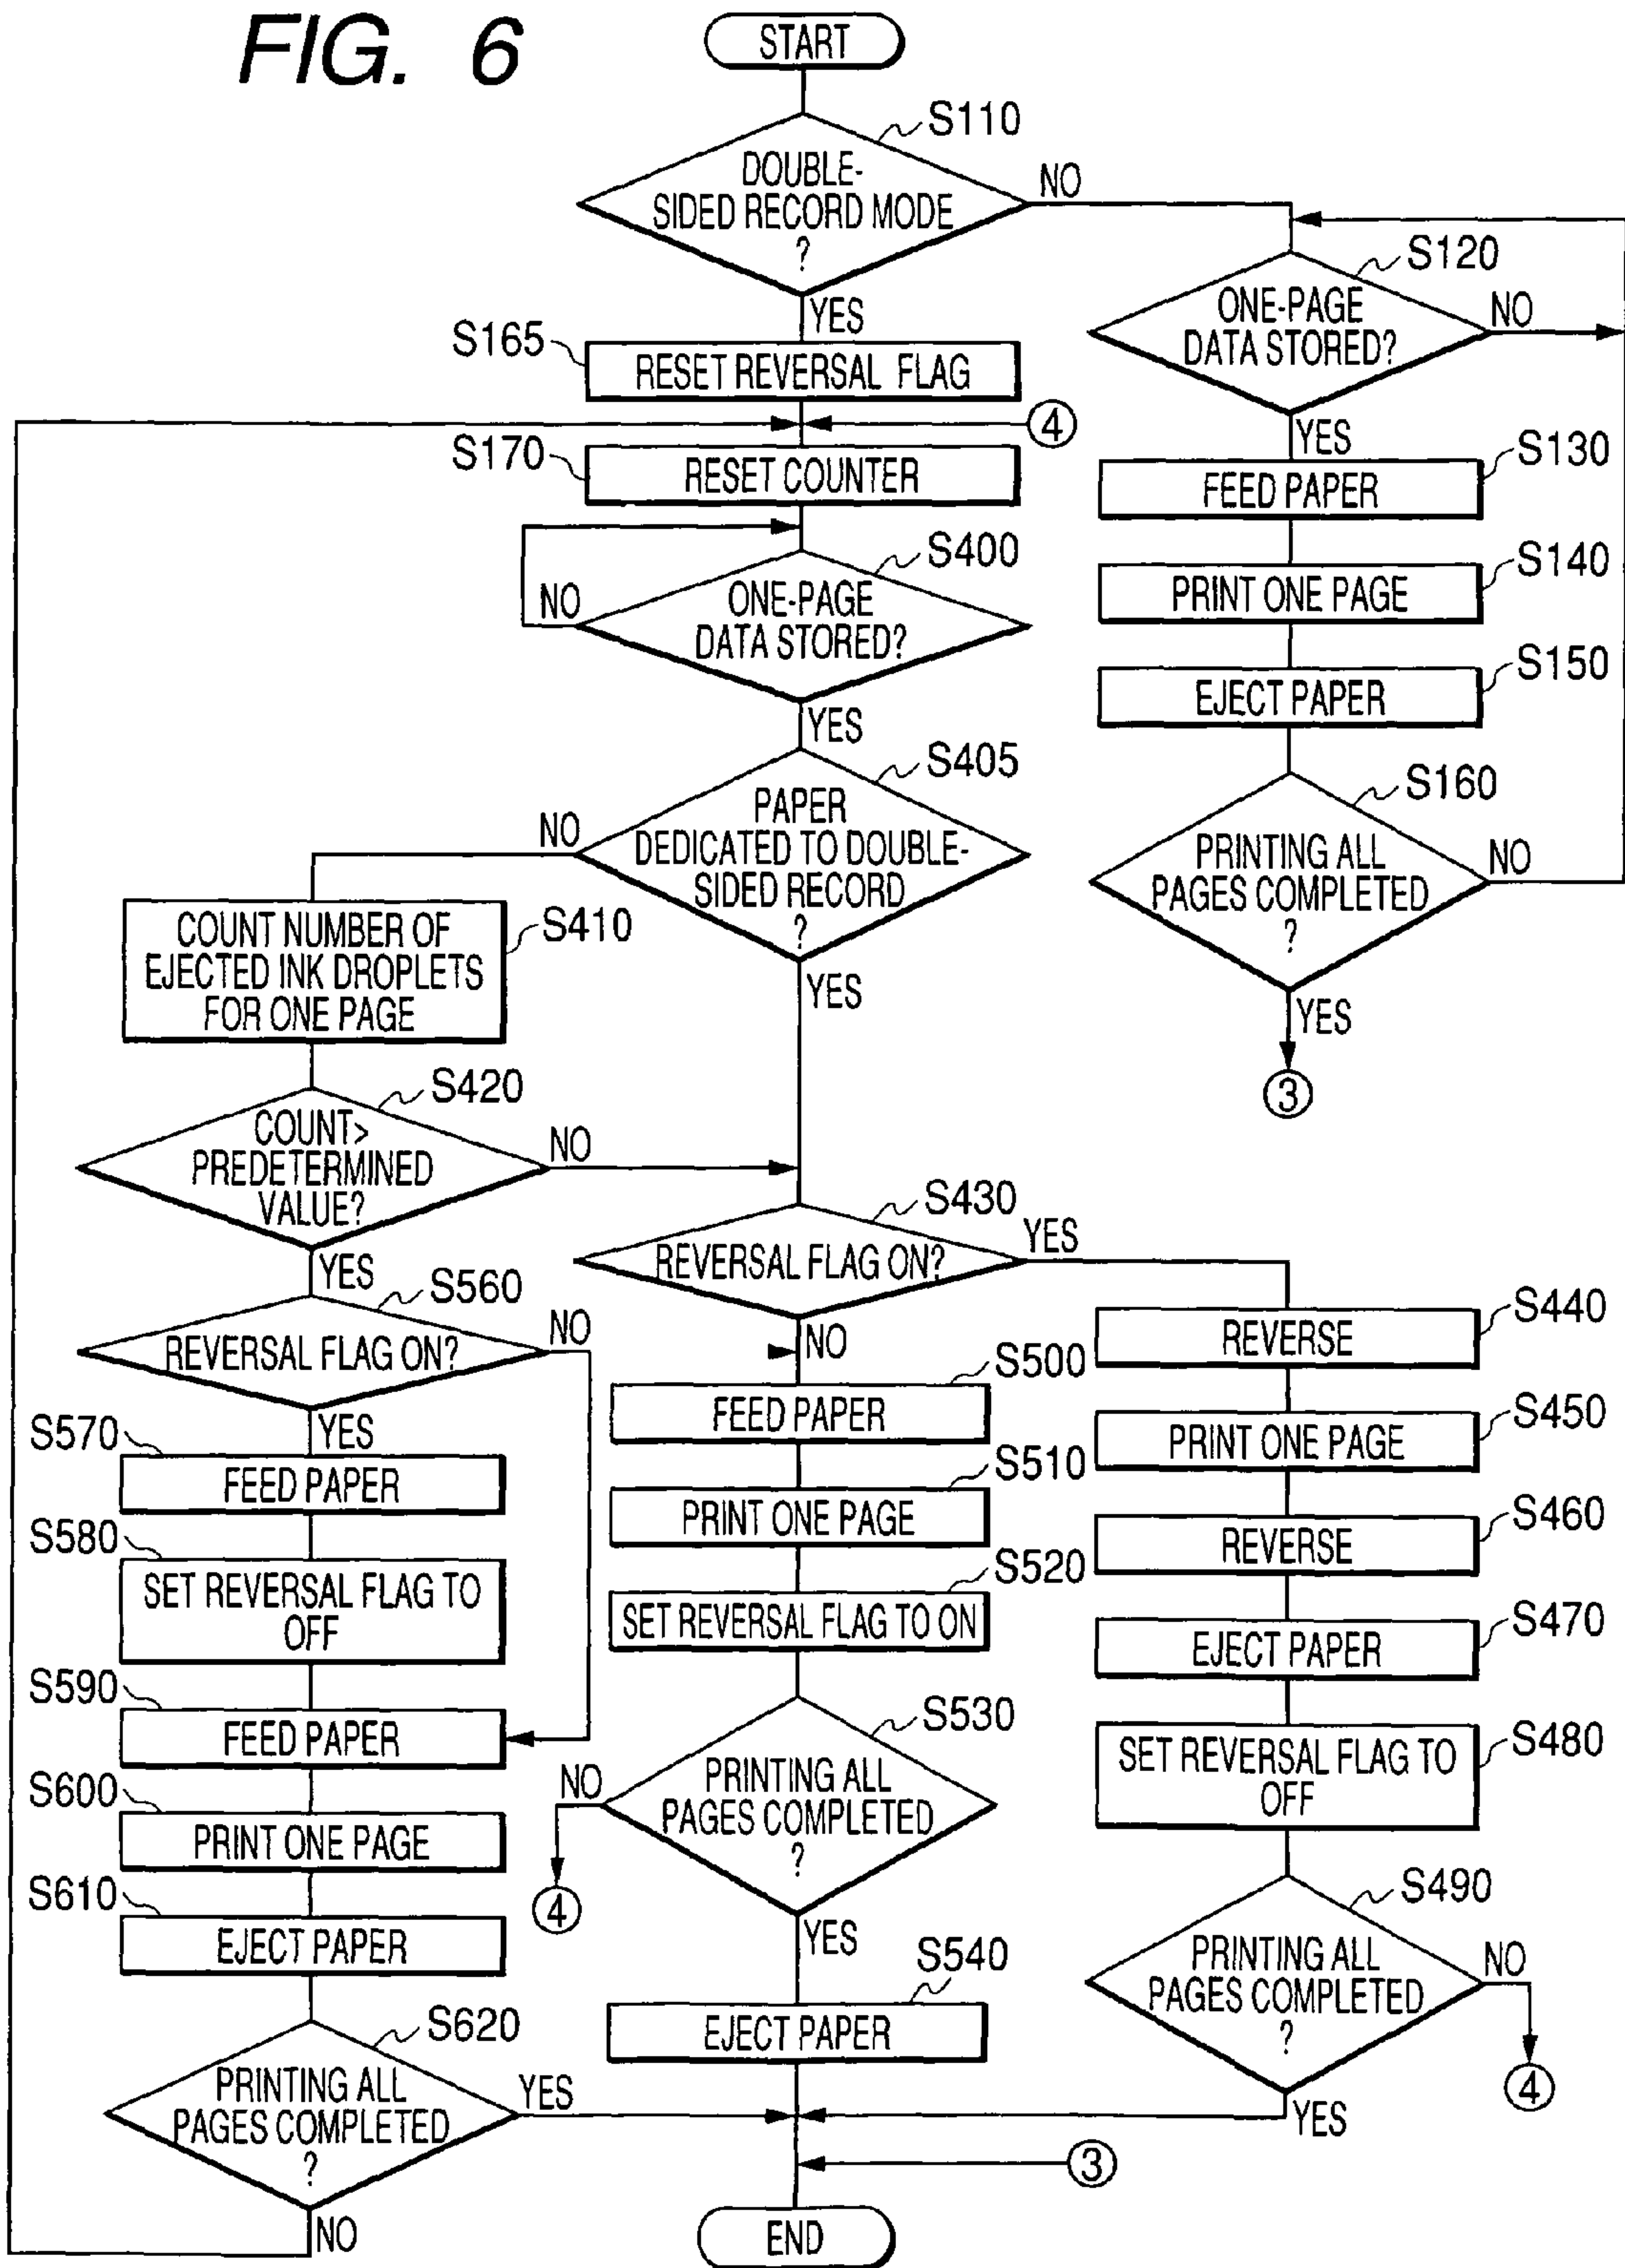 FIG. 6
START
S110
DOUBLE-
SIDED RECORD MODE
?
NO
YES
S120
ONE-PAGE
DATA STORED?
NO
YES
S130
FEED PAPER
S140
PRINT ONE PAGE
S150
EJECT PAPER
S160
PRINTING ALL
PAGES COMPLETED
?
NO
YES
3
S165
RESET REVERSAL FLAG
4
S170
RESET COUNTER
S400
ONE-PAGE
DATA STORED?
NO
YES
S405
PAPER
DEDICATED TO DOUBLE-
SIDED RECORD
?
NO
YES
S410
COUNT NUMBER OF
EJECTED INK DROPLETS
FOR ONE PAGE
S420
COUNT>
PREDETERMINED
VALUE?
NO
YES
S560
REVERSAL FLAG ON?
NO
YES
S570
FEED PAPER
S580
SET REVERSAL FLAG TO
OFF
S590
FEED PAPER
S600
PRINT ONE PAGE
S610
EJECT PAPER
S620
PRINTING ALL
PAGES COMPLETED
?
YES
NO
S430
REVERSAL FLAG ON?
YES
NO
S500
FEED PAPER
S510
PRINT ONE PAGE
S520
SET REVERSAL FLAG TO ON
S530
PRINTING ALL
PAGES COMPLETED
?
NO
4
YES
S540
EJECT PAPER
S440
REVERSE
S450
PRINT ONE PAGE
S460
REVERSE
S470
EJECT PAPER
S480
SET REVERSAL FLAG TO
OFF
S490
PRINTING ALL
PAGES COMPLETED
?
NO
4
YES
3
END